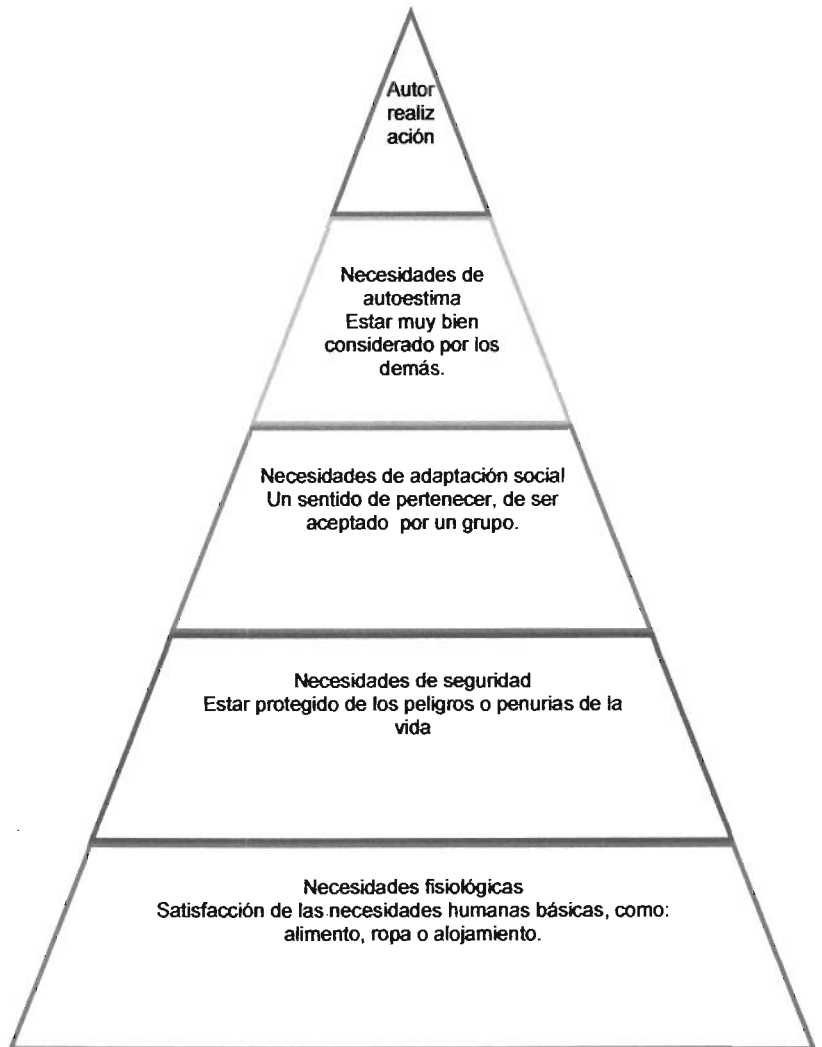 Autor
realiz
ación
Necesidades de
autoestima
Estar muy bien
considerado por los
demás.
Necesidades de adaptación social
Un sentido de pertenecer, de ser
aceptado por un grupo.
Necesidades de seguridad
Estar protegido de los peligros o penurias de la
vida
Necesidades fisiológicas
Satisfacción de las necesidades humanas básicas, como:
alimento, ropa o alojamiento.